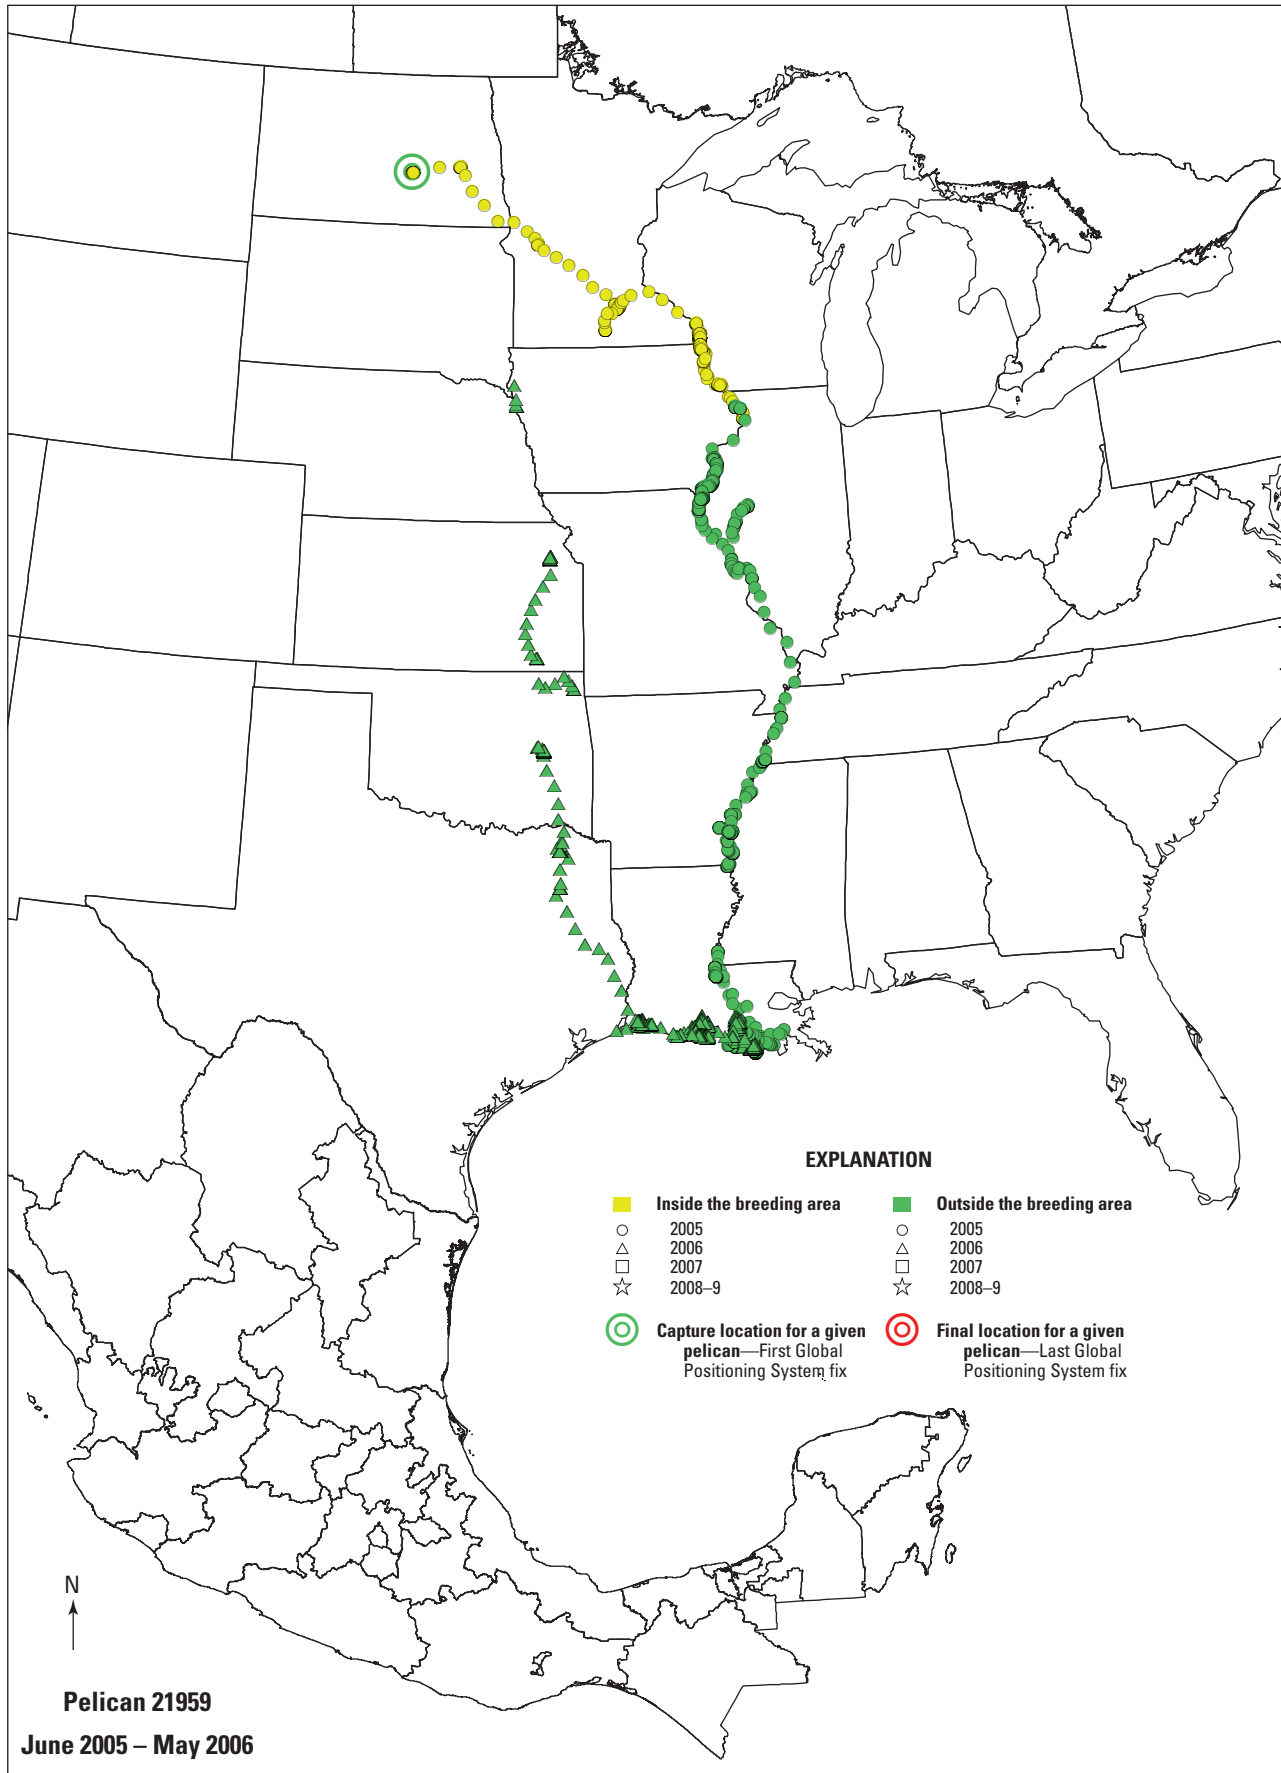 EXPLANATION
Inside the breeding area
2005
2006
2007
2008–9
Capture location for a given
pelican—First Global
Positioning System fix
Outside the breeding area
2005
2006
2007
2008–9
Final location for a given
pelican—Last Global
Positioning System fix
N
Pelican 21959
June 2005 – May 2006